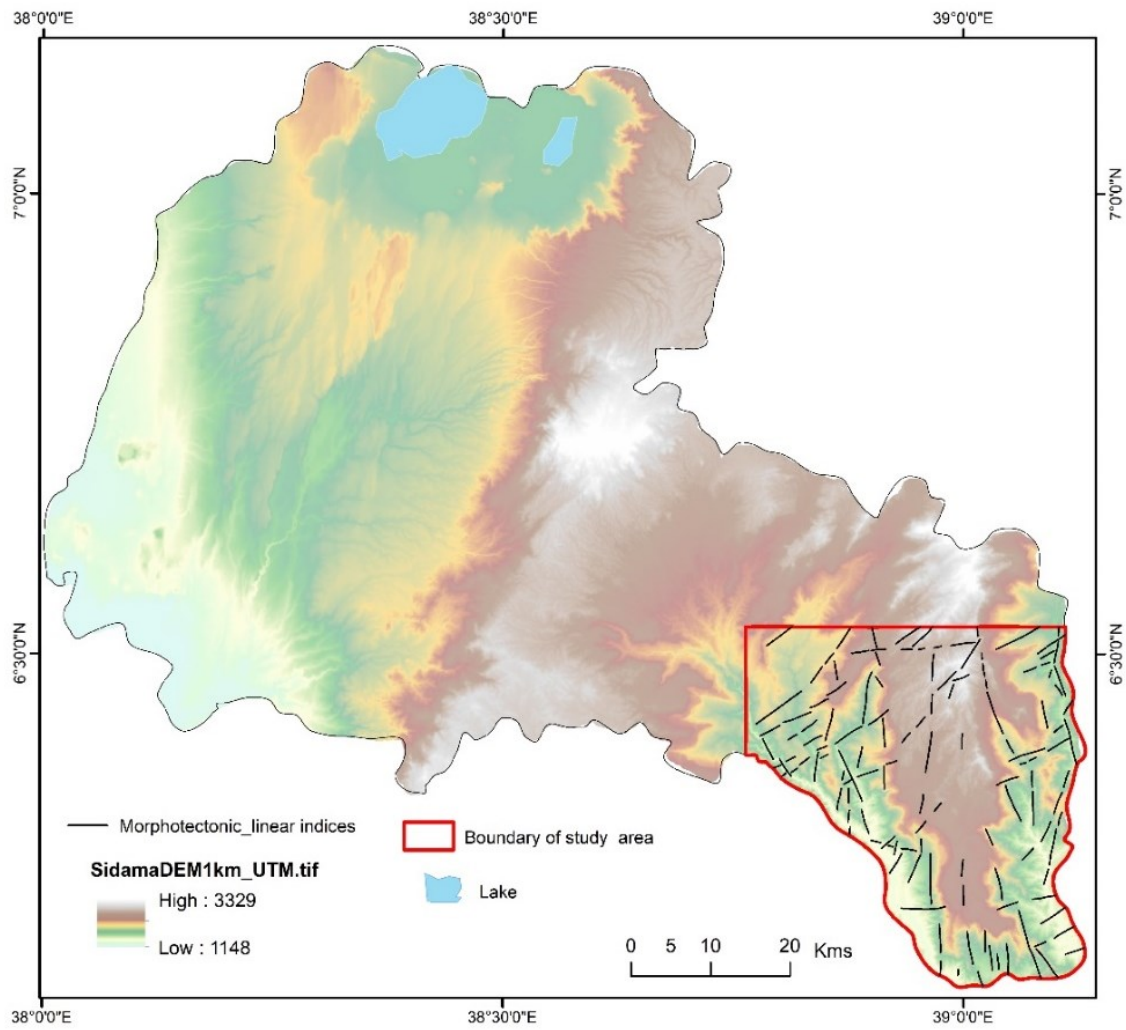 38°0'0"E 38°30'0"E 39°0'0"E
7°0'0"N 7°0'0"N
6°30'0"N 6°30'0"N
Morphotectonic_linear indices
Boundary of study area
SidamaDEM1km_UTM.tif
High : 3329
Lake
Low : 1148
0 5 10 20 Kms
38°0'0"E 38°30'0"E 39°0'0"E